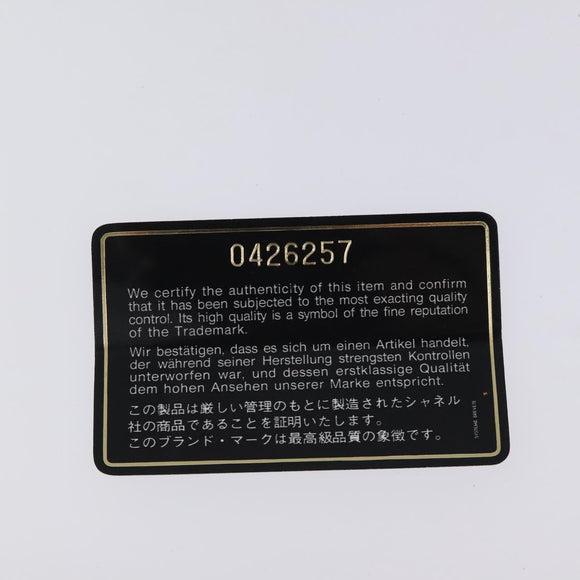 0426257
We certify the authenticity of this item and confirm
that it has been subjected to the most exacting quality
control. Its high quality is a symbol of the fine reputation
of the Trademark.
Wir bestätigen, dass es sich um einen Artikel handelt,
der während seiner Herstellung strengsten Kontrollen
unterworfen war, und dessen erstklassige Qualität
dem hohen Ansehen unserer Marke entspricht.
この製品は厳しい管理のもとに製造されたシャネル
社の商品であることを証明いたします。
このブランド・マークは最高級品質の象徴です。